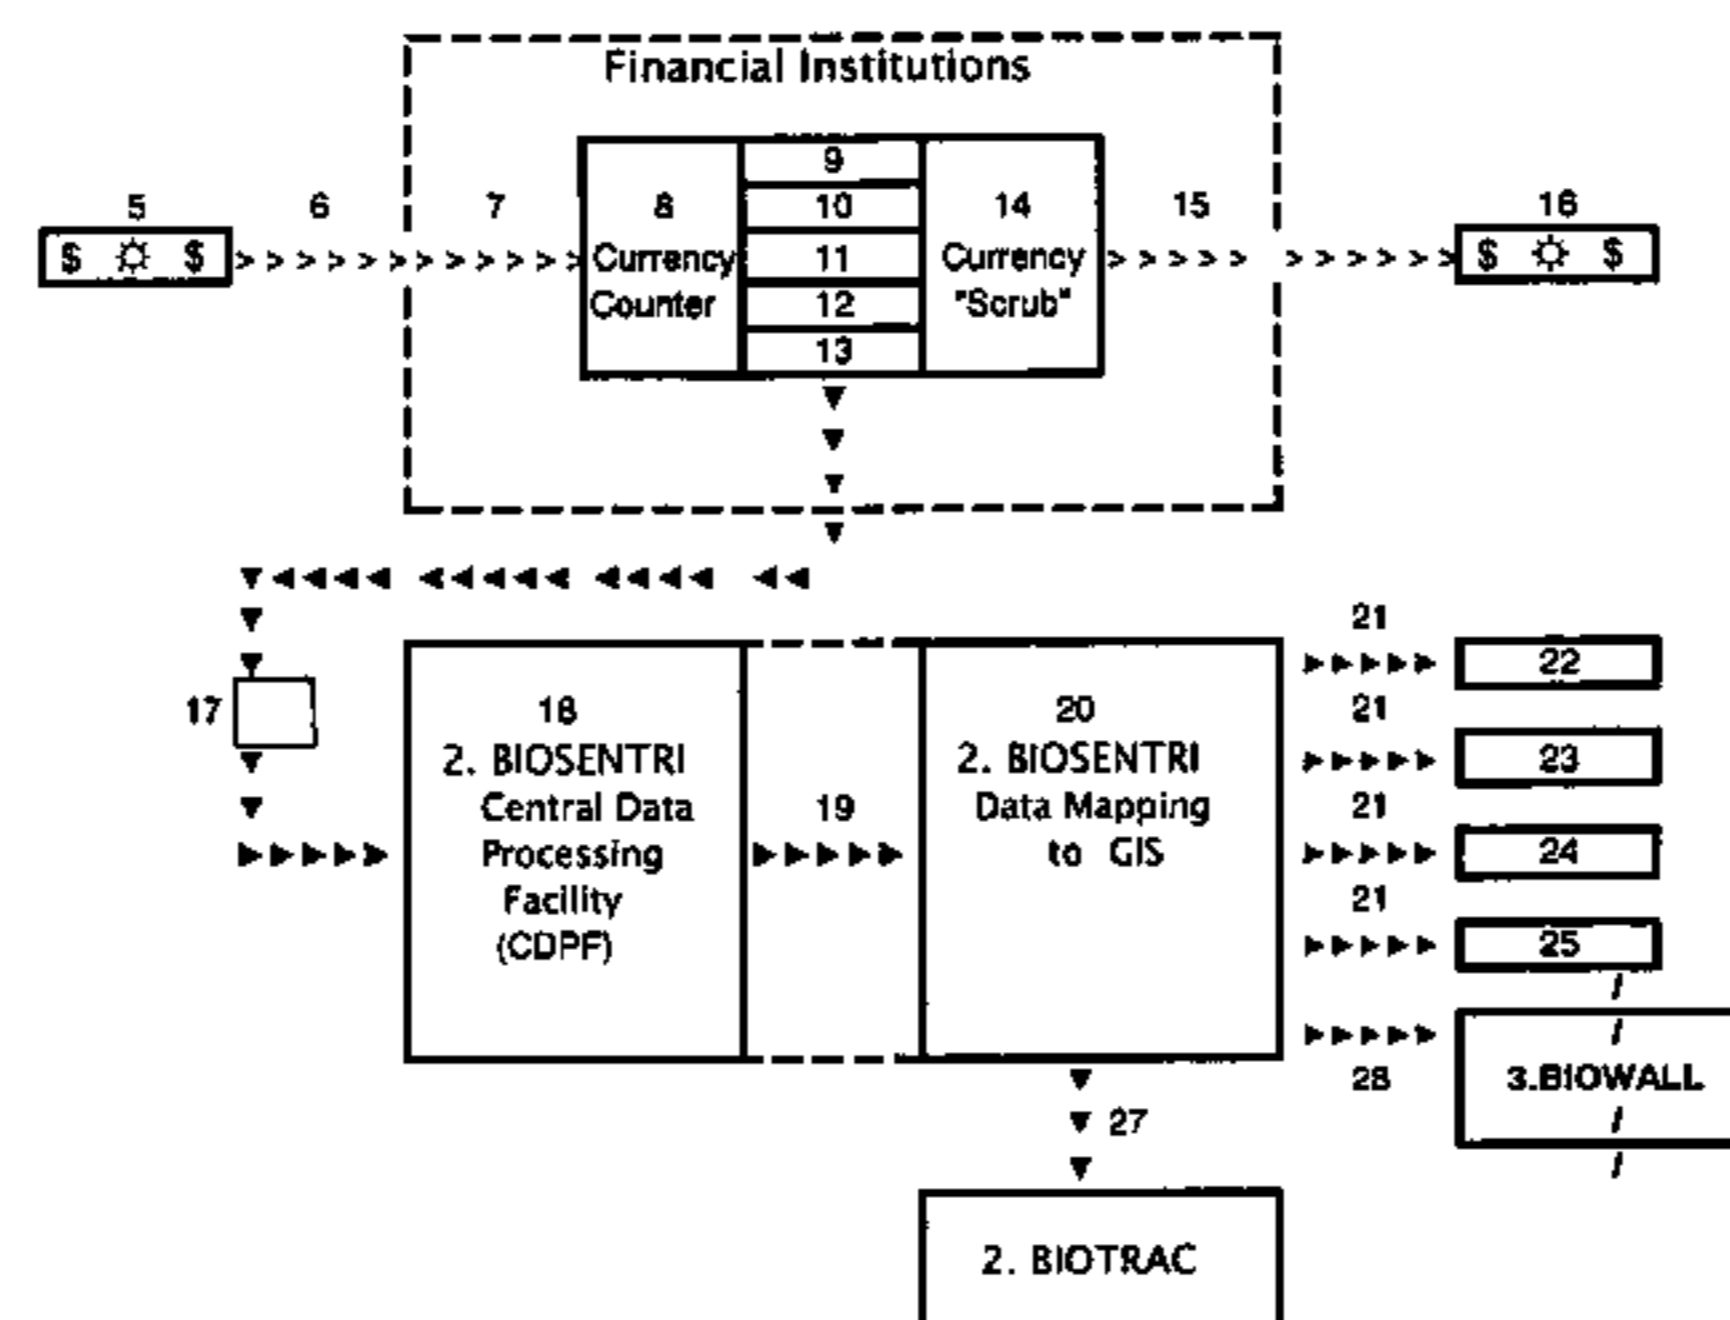 Financial Institutions
9
5 6 7 8 10 14 15 16
$ ☼ $ Currency 11 Currency $ ☼ $
Counter 12 "Scrub"
13
21
22
17 18 20 21
2. BIOSENTRI 2. BIOSENTRI 23
Central Data 19 Data Mapping 21
Processing to GIS 24
Facility 21
(CDPF) 25
28 3.BIOWALL
27
2. BIOTRAC